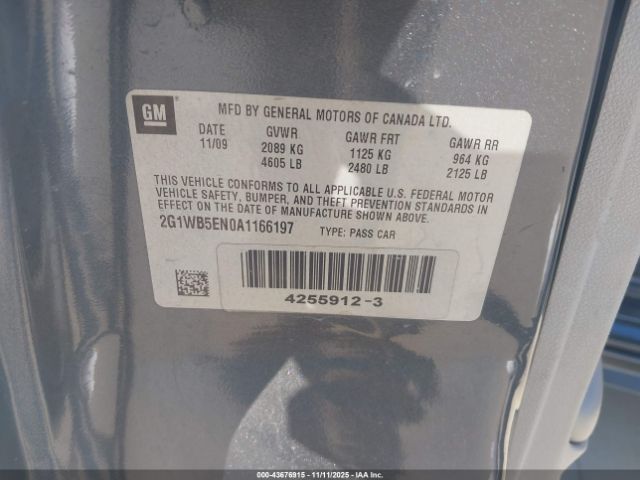 GM
MFD BY GENERAL MOTORS OF CANADA LTD.
DATE GVWR GAWR FRT GAWR RR
11/09 2089 KG 1125 KG 964 KG
4605 LB 2480 LB 2125 LB
THIS VEHICLE CONFORMS TO ALL APPLICABLE U.S. FEDERAL MOTOR
VEHICLE SAFETY, BUMPER, AND THEFT PREVENTION STANDARDS IN
EFFECT ON THE DATE OF MANUFACTURE SHOWN ABOVE.
2G1WB5EN0A1166197 TYPE: PASS CAR
4255912-3
000-43676915 - 11/11/2025 - COPART.COM